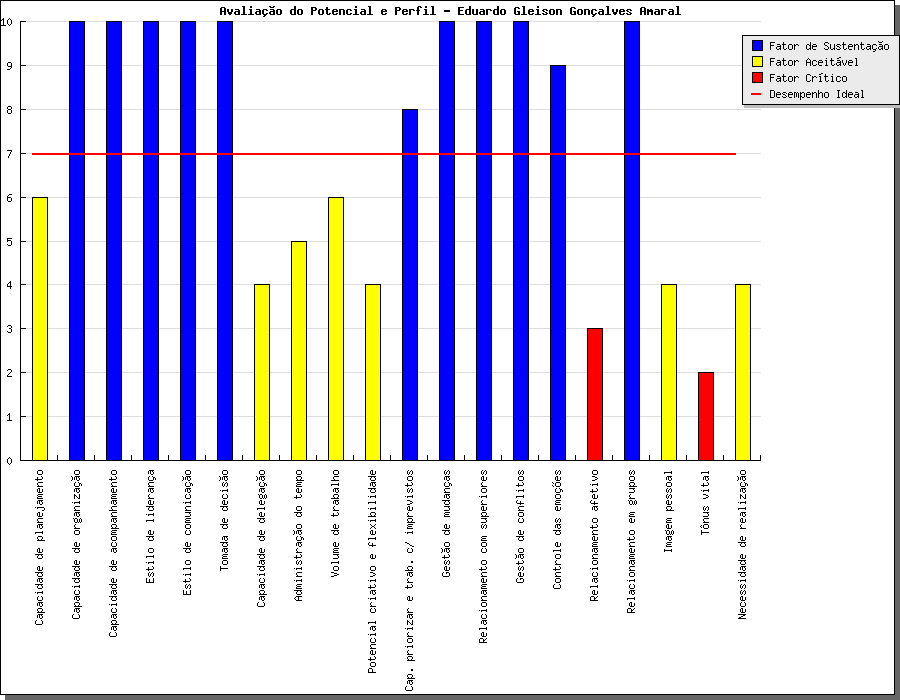 Avaliação do Potencial e Perfil - Eduardo Gleison Gonçalves Amaral
Fator de Sustentação
Fator Aceitável
Fator Crítico
Desempenho Ideal
10
9
8
7
6
5
4
3
2
1
0
Capacidade de planejamento
Capacidade de organização
Capacidade de acompanhamento
Estilo de liderança
Estilo de comunicação
Tomada de decisão
Capacidade de delegação
Administração do tempo
Volume de trabalho
Potencial criativo e flexibilidade
Cap. priorizar e trab. c/ imprevistos
Gestão de mudanças
Relacionamento com superiores
Gestão de conflitos
Controle das emoções
Relacionamento afetivo
Relacionamento em grupos
Imagem pessoal
Tônus vital
Necessidade de realização